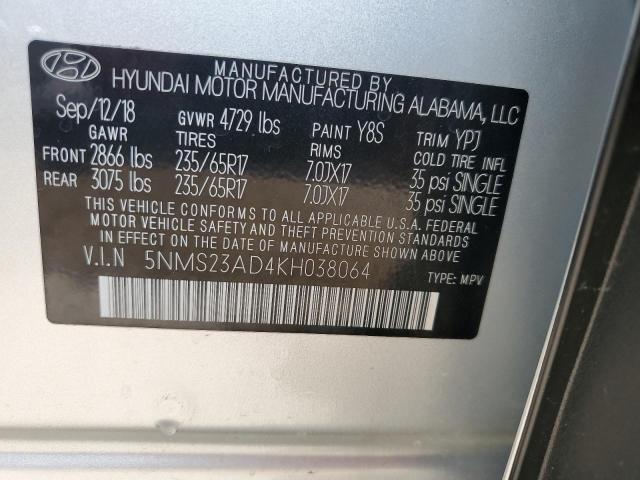 MANUFACTURED BY
HYUNDAI MOTOR MANUFACTURING ALABAMA, LLC
Sep/12/18 GVWR 4729 lbs PAINT Y8S TRIM YPJ
GAWR TIRES RIMS COLD TIRE INFL
FRONT 2866 lbs 235/65R17 7.0JX17 35 psi SINGLE
REAR 3075 lbs 235/65R17 7.0JX17 35 psi SINGLE
THIS VEHICLE CONFORMS TO ALL APPLICABLE U.S.A. FEDERAL
MOTOR VEHICLE SAFETY AND THEFT PREVENTION STANDARDS
IN EFFECT ON THE DATE OF MANUFACTURE SHOWN ABOVE.
V.I.N 5NMS23AD4KH038064 TYPE: MPV